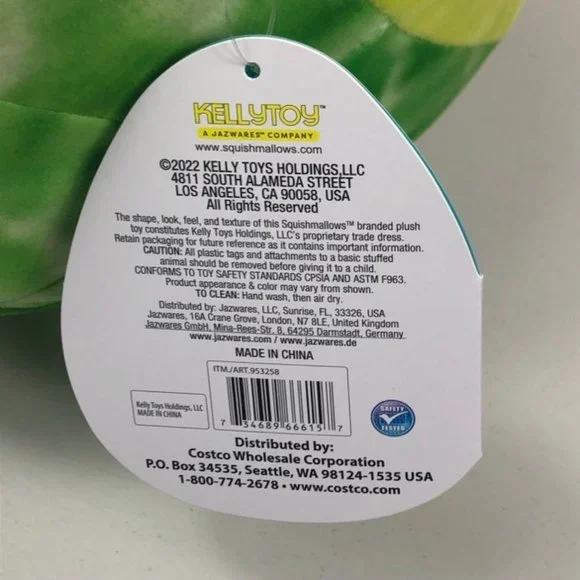 KELLYTOY™
A JAZWARES™ COMPANY
www.squishmallows.com
©2022 KELLY TOYS HOLDINGS,LLC
4811 SOUTH ALAMEDA STREET
LOS ANGELES, CA 90058, USA
All Rights Reserved
The shape, look, feel, and texture of this Squishmallows™ branded plush
toy constitutes Kelly Toys Holdings, LLC's proprietary trade dress.
Retain packaging for future reference as it contains important information.
CAUTION: All plastic tags and attachments to a basic stuffed
animal should be removed before giving it to a child.
CONFORMS TO TOY SAFETY STANDARDS CPSIA AND ASTM F963.
Product appearance & color may vary from shown.
TO CLEAN: Hand wash, then air dry.
Distributed by: Jazwares, LLC, Sunrise, FL, 33326, USA
Jazwares, 16A Crane Grove, London, N7 8LE, United Kingdom
Jazwares GmbH, Mina-Rees-Str. 8, 64295 Darmstadt, Germany
www.jazwares.com / www.jazwares.de
MADE IN CHINA
ITM./ART.953258
Kelly Toys Holdings, LLC
MADE IN CHINA
7 34689 66615 7
SAFETY
TESTED
Distributed by:
Costco Wholesale Corporation
P.O. Box 34535, Seattle, WA 98124-1535 USA
1-800-774-2678 • www.costco.com